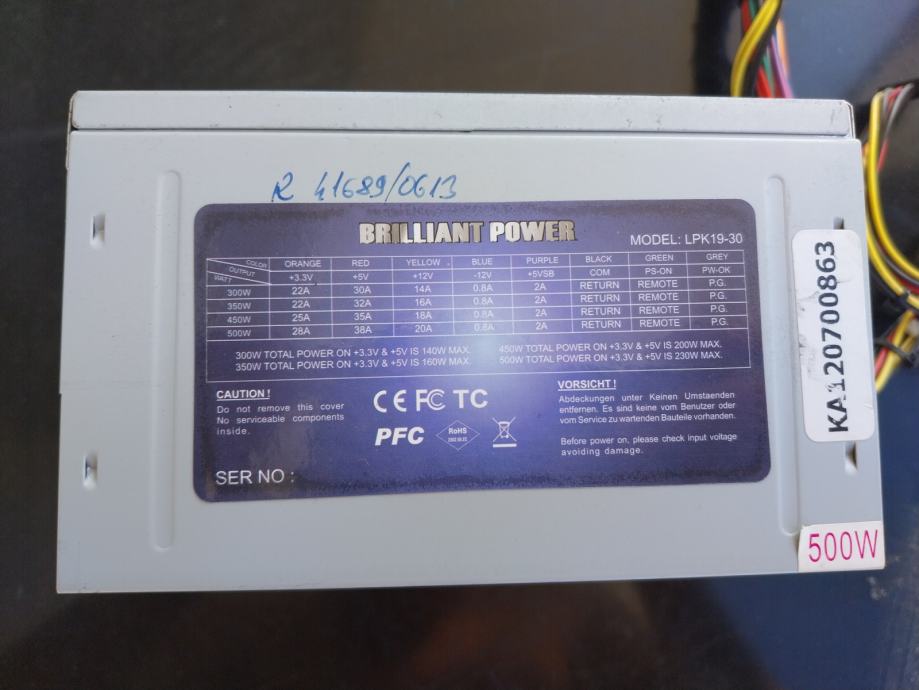 R 41689/0613
BRILLIANT POWER
MODEL: LPK19-30
COLOR ORANGE RED YELLOW BLUE PURPLE BLACK GREEN GREY
OUTPUT +3.3V +5V +12V -12V +5VSB COM PS-ON PW-OK
WATT
300W 22A 30A 14A 0.8A 2A RETURN REMOTE P.G.
350W 22A 32A 16A 0.8A 2A RETURN REMOTE P.G.
450W 25A 35A 18A 0.8A 2A RETURN REMOTE P.G.
500W 28A 38A 20A 0.8A 2A RETURN REMOTE P.G.
300W TOTAL POWER ON +3.3V & +5V IS 140W MAX. 450W TOTAL POWER ON +3.3V & +5V IS 200W MAX.
350W TOTAL POWER ON +3.3V & +5V IS 160W MAX. 500W TOTAL POWER ON +3.3V & +5V IS 230W MAX.
CAUTION !
Do not remove this cover
No serviceable components
inside.
CE FC TC
PFC
RoHS
VORSICHT !
Abdeckungen unter Keinen Umstaenden
entfernen. Es sind keine vom Benutzer oder
vom Service zu wartenden Bauteile vorhanden.
Before power on, please check input voltage
avoiding damage.
SER NO :
KA120700863
500W